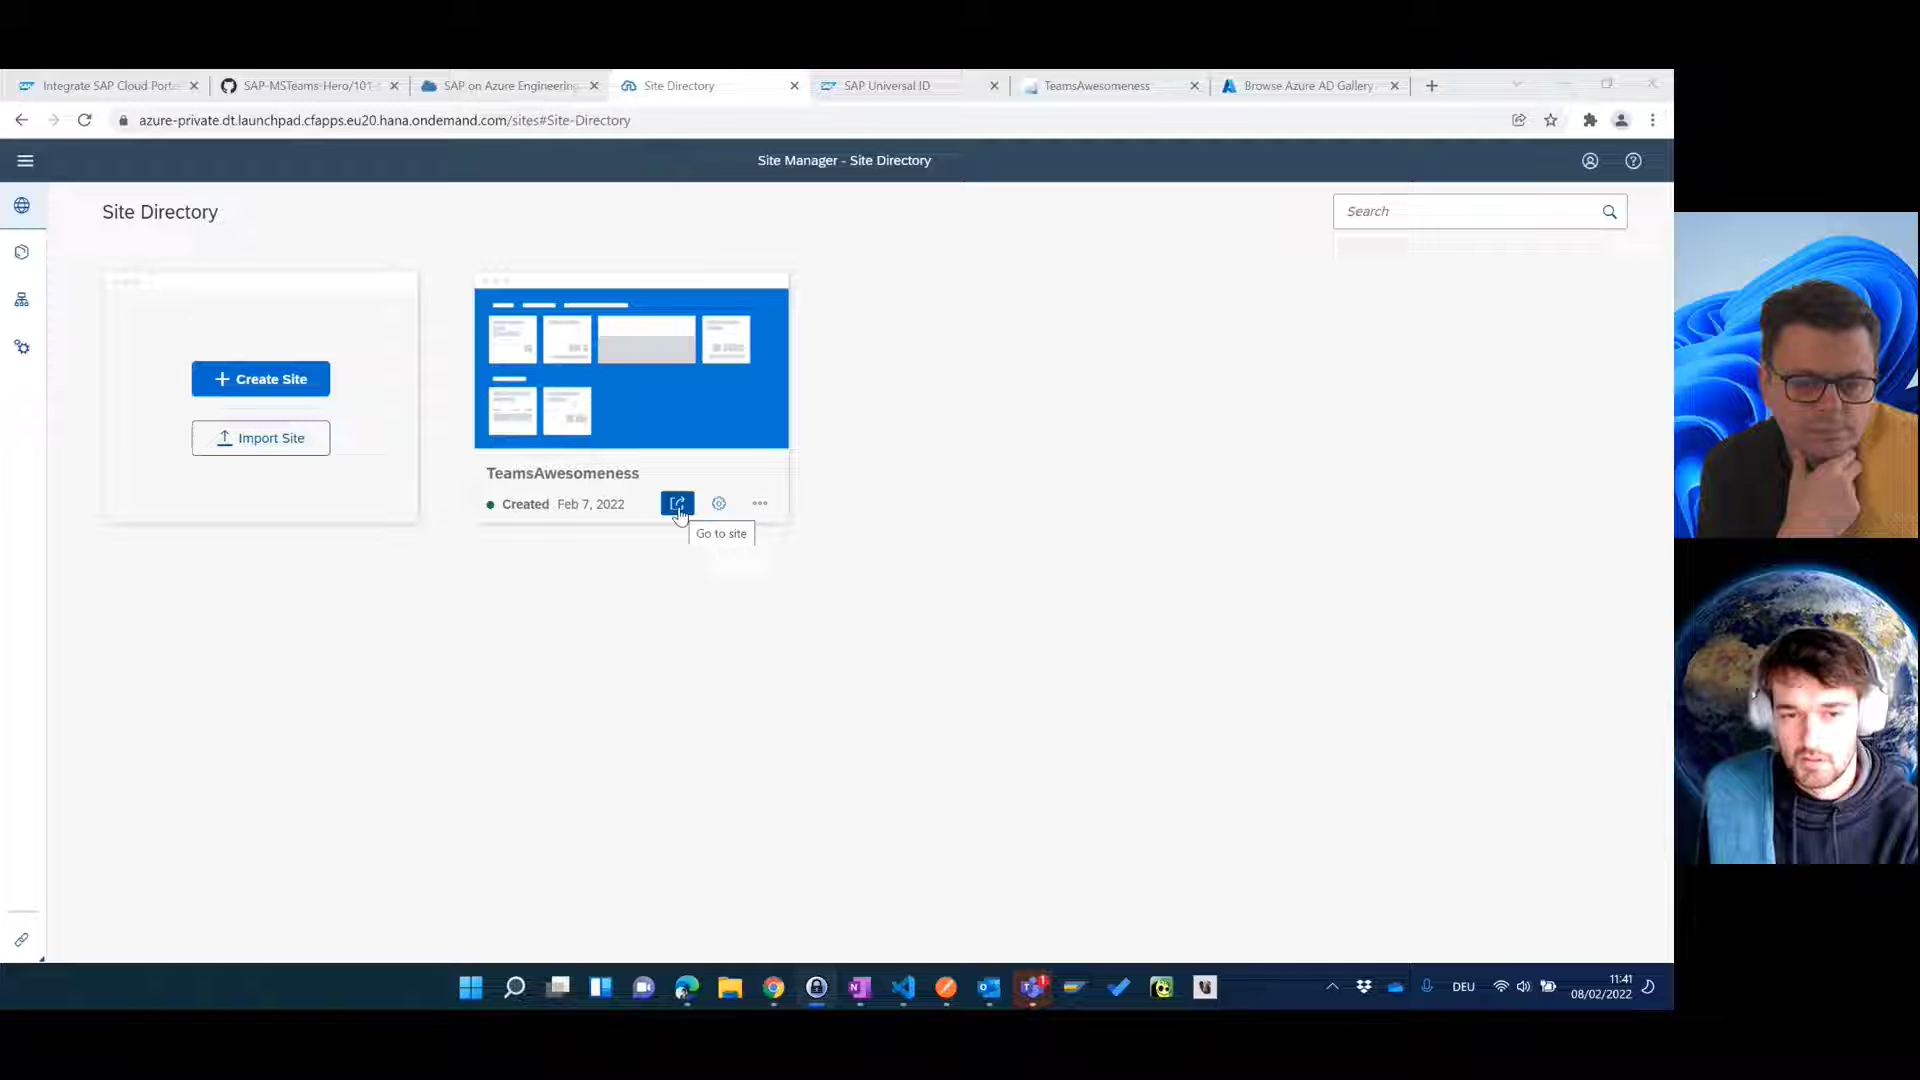 Integrate SAP Cloud Porta
SAP-MSTeams-Hero/101-
SAP on Azure Engineering
Site Directory
SAP Universal ID
TeamsAwesomeness
Browse Azure AD Gallery
azure-private.dt.launchpad.cfapps.eu20.hana.ondemand.com/sites#Site-Directory
Site Manager - Site Directory
Site Directory
Search
Create Site
Import Site
TeamsAwesomeness
Created Feb 7, 2022
Go to site
1
DEU
11:41
08/02/2022